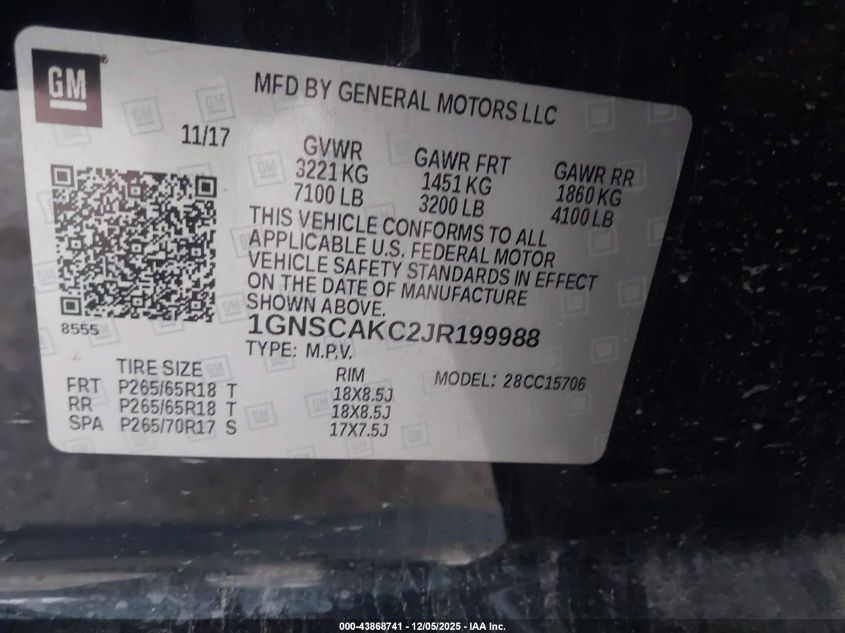 GM
MFD BY GENERAL MOTORS LLC
11/17
GVWR GAWR FRT GAWR RR
3221 KG 1451 KG 1860 KG
7100 LB 3200 LB 4100 LB
THIS VEHICLE CONFORMS TO ALL
APPLICABLE U.S. FEDERAL MOTOR
VEHICLE SAFETY STANDARDS IN EFFECT
ON THE DATE OF MANUFACTURE
SHOWN ABOVE.
8555
1GNSCAKC2JR199988
TYPE: M.P.V.
TIRE SIZE RIM MODEL: 28CC15706
FRT P265/65R18 T 18X8.5J
RR P265/65R18 T 18X8.5J
SPA P265/70R17 S 17X7.5J
000-43868741 - 12/05/2025 - IAA Inc.